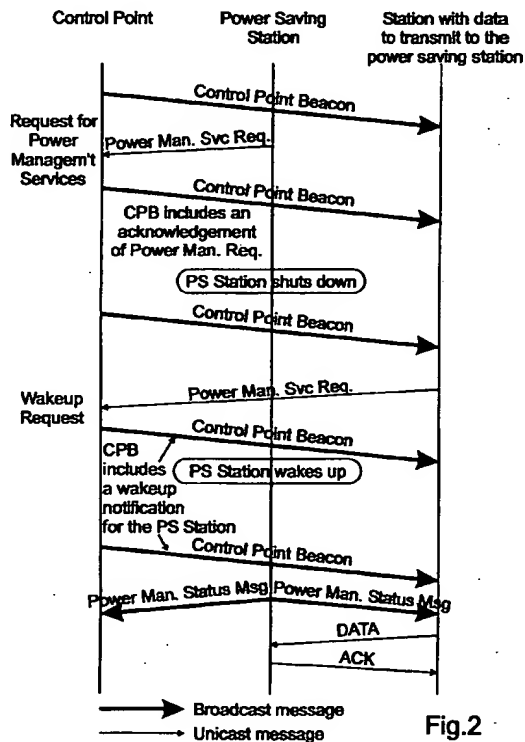 Control Point
Power Saving
Station
Station with data
to transmit to the
power saving station
Control Point Beacon
Request for
Power
Managem't
Services
Power Man. Svc Req.
Control Point Beacon
CPB includes an
acknowledgement
of Power Man. Req.
PS Station shuts down
Control Point Beacon
Power Man. Svc Req.
Wakeup
Request
Control Point Beacon
CPB
includes
a wakeup
notification
for the PS Station
PS Station wakes up
Control Point Beacon
Power Man. Status Msg
Power Man. Status Msg
DATA
ACK
Broadcast message
Unicast message
Fig.2